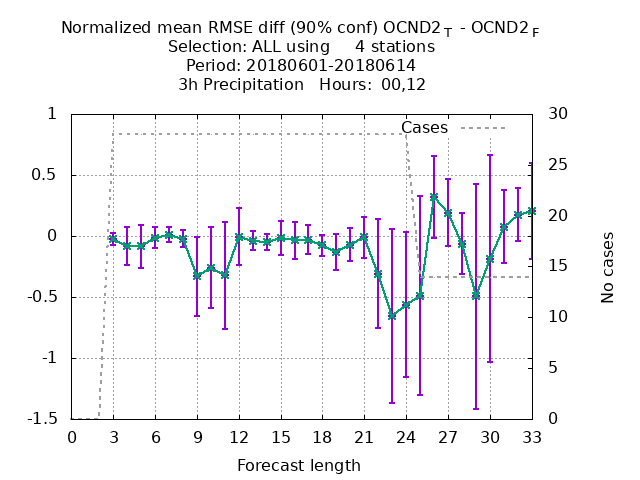 Normalized mean RMSE diff (90% conf) OCND2 T - OCND2 F
Selection: ALL using 4 stations
Period: 20180601-20180614
3h Precipitation Hours: 00,12
Cases
1
0.5
0
-0.5
-1
-1.5
30
25
20
15
10
5
0
No cases
0 3 6 9 12 15 18 21 24 27 30 33
Forecast length